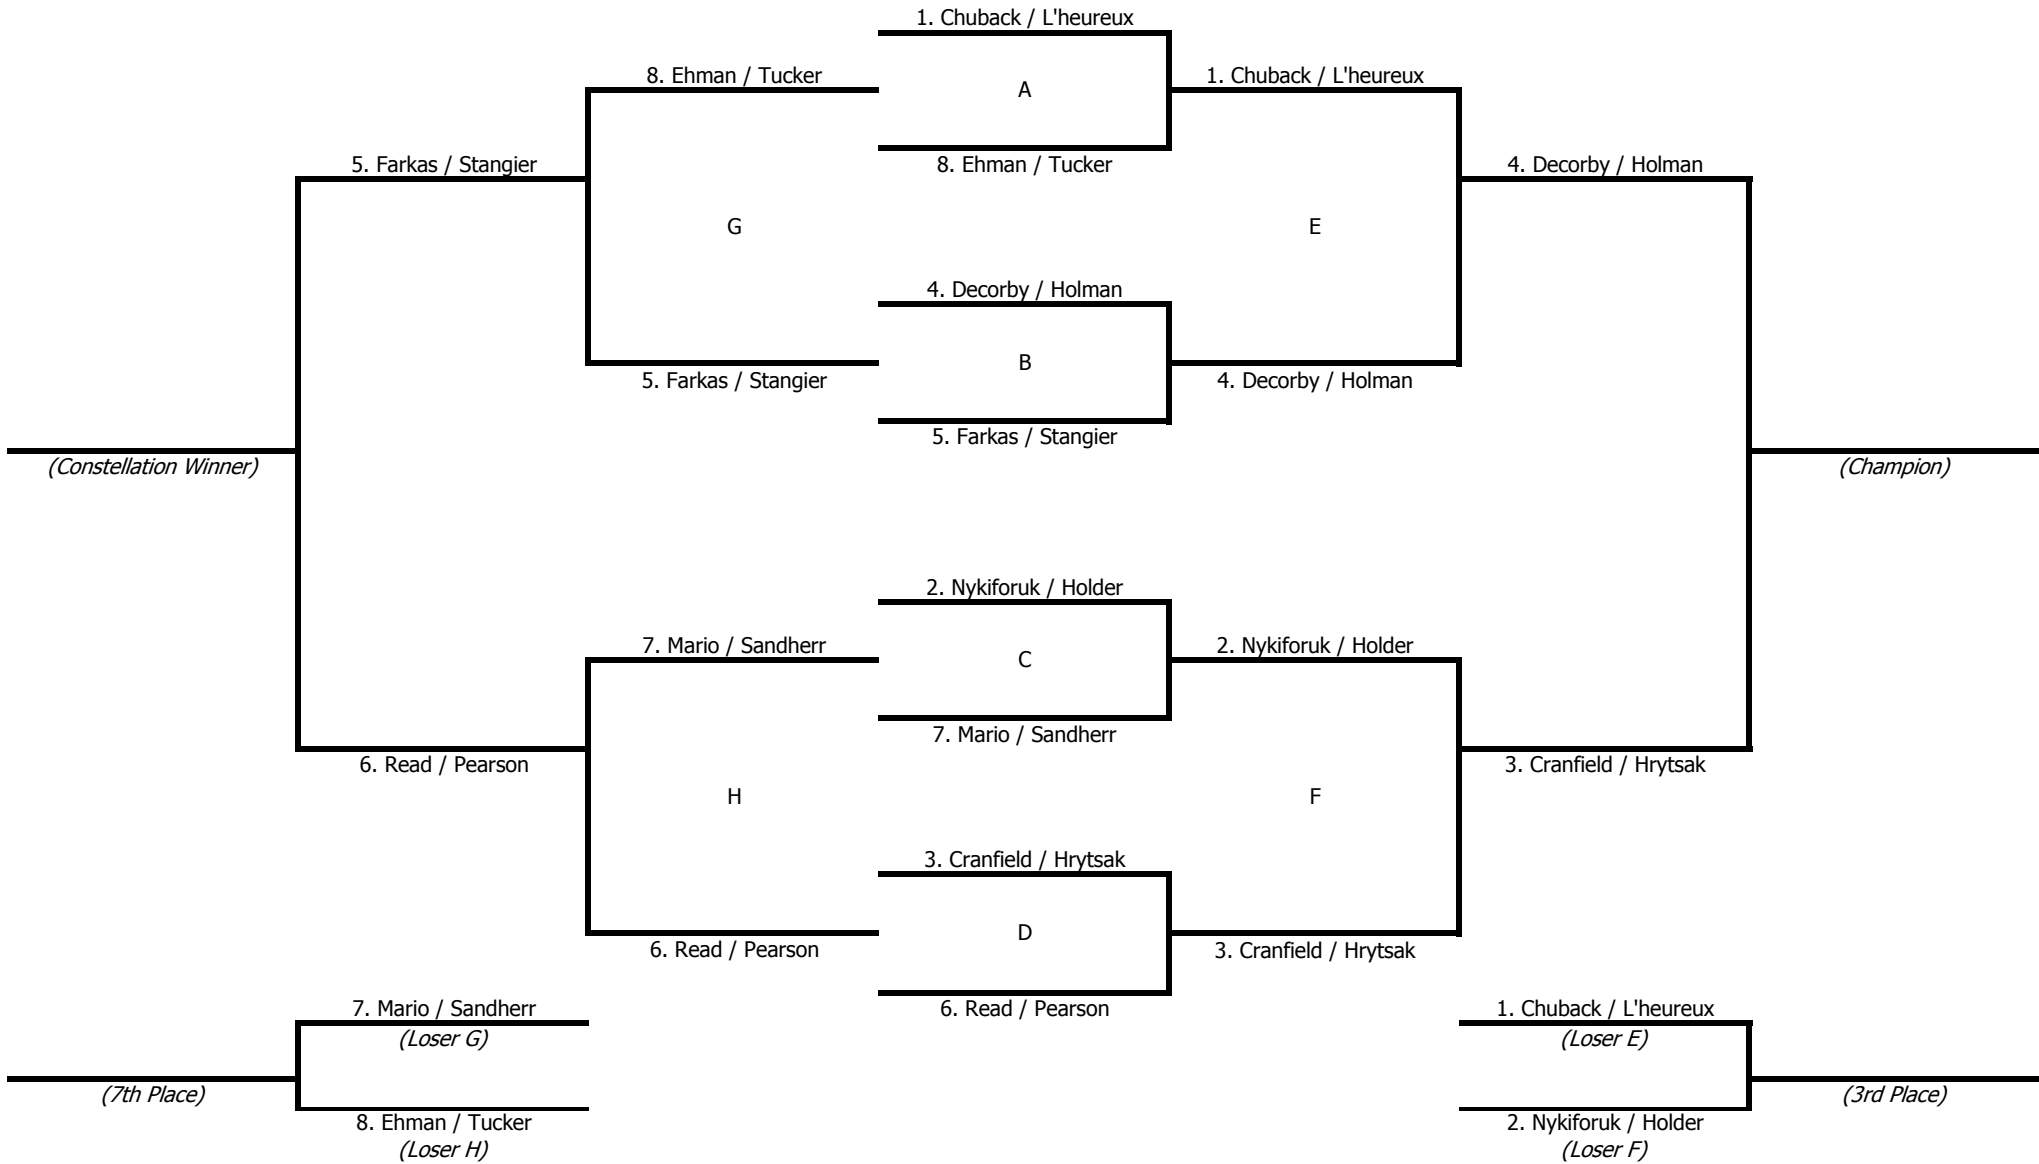 1. Chuback / L'heureux
8. Ehman / Tucker
1. Chuback / L'heureux
A
5. Farkas / Stangier
8. Ehman / Tucker
4. Decorby / Holman
G
E
4. Decorby / Holman
B
5. Farkas / Stangier
4. Decorby / Holman
5. Farkas / Stangier
(Constellation Winner)
(Champion)
2. Nykiforuk / Holder
7. Mario / Sandherr
2. Nykiforuk / Holder
C
7. Mario / Sandherr
6. Read / Pearson
3. Cranfield / Hrytsak
H
F
3. Cranfield / Hrytsak
D
6. Read / Pearson
3. Cranfield / Hrytsak
7. Mario / Sandherr
6. Read / Pearson
1. Chuback / L'heureux
(Loser G)
(Loser E)
(7th Place)
(3rd Place)
8. Ehman / Tucker
2. Nykiforuk / Holder
(Loser H)
(Loser F)